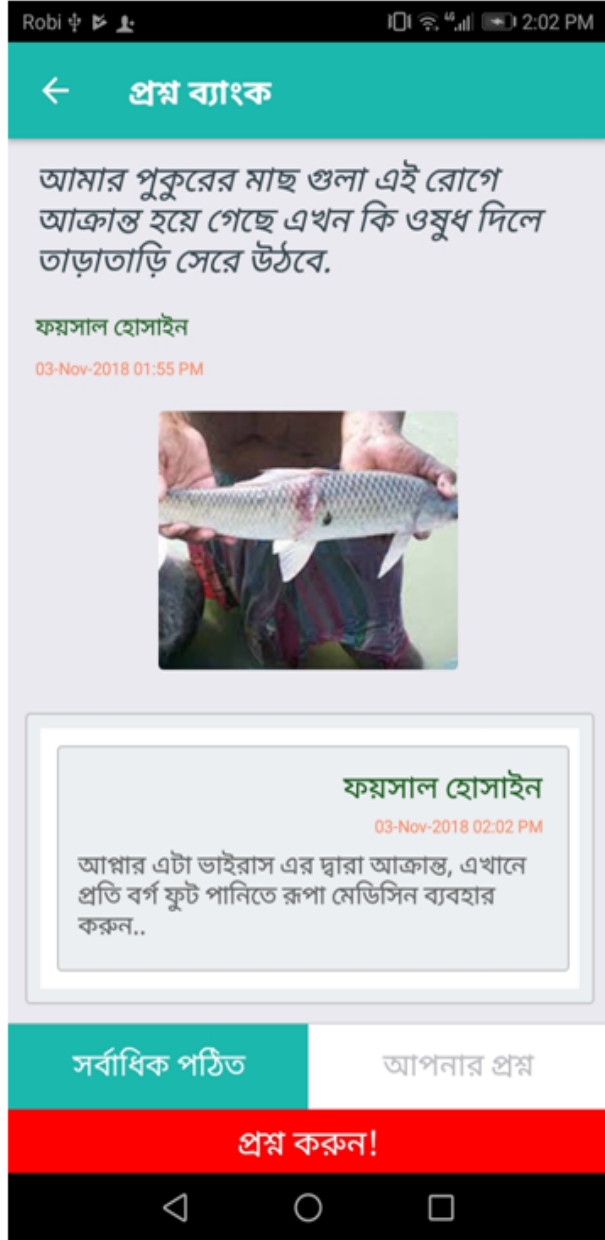 Robi 2:02 PM
প্রশ্ন ব্যাংক
আমার পুকুরের মাছ গুলা এই রোগে
আক্রান্ত হয়ে গেছে এখন কি ওষুধ দিলে
তাড়াতাড়ি সেরে উঠবে.
ফয়সাল হোসাইন
03-Nov-2018 01:55 PM
ফয়সাল হোসাইন
03-Nov-2018 02:02 PM
আপ্নার এটা ভাইরাস এর দ্বারা আক্রান্ত, এখানে
প্রতি বর্গ ফুট পানিতে রূপা মেডিসিন ব্যবহার
করুন..
সর্বাধিক পঠিত
আপনার প্রশ্ন
প্রশ্ন করুন!